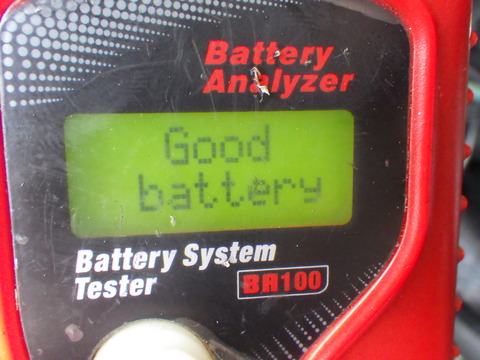 Battery
Analyzer
Good
battery
Battery System
Tester
BA100